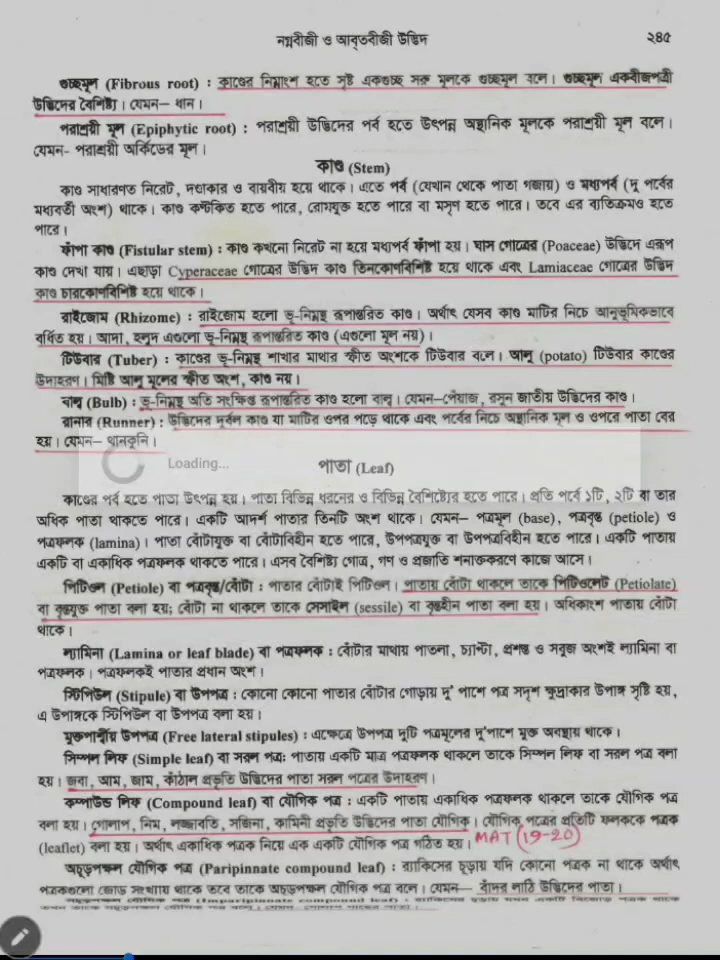 নগ্নবীজী ও আবৃতবীজী উদ্ভিদ ২৪৫
গুচ্ছমূল (Fibrous root) : কাণ্ডের নিম্নাংশ হতে সৃষ্ট একগুচ্ছ সরু মূলকে গুচ্ছমূল বলে। গুচ্ছমূল একবীজপত্রী
উদ্ভিদের বৈশিষ্ট্য। যেমন– ধান।
পরাশ্রয়ী মূল (Epiphytic root) : পরাশ্রয়ী উদ্ভিদের পর্ব হতে উৎপন্ন অস্থানিক মূলকে পরাশ্রয়ী মূল বলে।
যেমন- পরাশ্রয়ী অর্কিডের মূল।
কাণ্ড (Stem)
কাণ্ড সাধারণত নিরেট, দণ্ডাকার ও বায়বীয় হয়ে থাকে। এতে পর্ব (যেখান থেকে পাতা গজায়) ও মধ্যপর্ব (দু পর্বের
মধ্যবর্তী অংশ) থাকে। কাণ্ড কণ্টকিত হতে পারে, রোমযুক্ত হতে পারে বা মসৃণ হতে পারে। তবে এর ব্যতিক্রমও হতে
পারে।
ফাঁপা কাণ্ড (Fistular stem) : কাণ্ড কখনো নিরেট না হয়ে মধ্যপর্ব ফাঁপা হয়। ঘাস গোত্রের (Poaceae) উদ্ভিদে এরূপ
কাণ্ড দেখা যায়। এছাড়া Cyperaceae গোত্রের উদ্ভিদ কাণ্ড তিনকোণবিশিষ্ট হয়ে থাকে এবং Lamiaceae গোত্রের উদ্ভিদ
কাণ্ড চারকোণবিশিষ্ট হয়ে থাকে।
রাইজোম (Rhizome) : রাইজোম হলো ভূ-নিম্নস্থ রূপান্তরিত কাণ্ড। অর্থাৎ যেসব কাণ্ড মাটির নিচে আনুভূমিকভাবে
বর্ধিত হয়। আদা, হলুদ এগুলো ভূ-নিম্নস্থ রূপান্তরিত কাণ্ড (এগুলো মূল নয়)।
টিউবার (Tuber) : কাণ্ডের ভূ-নিম্নস্থ শাখার মাথার স্ফীত অংশকে টিউবার বলে। আলু (potato) টিউবার কাণ্ডের
উদাহরণ। মিষ্টি আলু মূলের স্ফীত অংশ, কাণ্ড নয়।
বাল্ব (Bulb) : ভূ-নিম্নস্থ অতি সংক্ষিপ্ত রূপান্তরিত কাণ্ড হলো বাল্ব। যেমন–পেঁয়াজ, রসুন জাতীয় উদ্ভিদের কাণ্ড।
রানার (Runner) : উদ্ভিদের দুর্বল কাণ্ড যা মাটির ওপর পড়ে থাকে এবং পর্বের নিচে অস্থানিক মূল ও ওপরে পাতা বের
হয়। যেমন– থানকুনি।
Loading...
পাতা (Leaf)
কাণ্ডের পর্ব হতে পাতা উৎপন্ন হয়। পাতা বিভিন্ন ধরনের ও বিভিন্ন বৈশিষ্ট্যের হতে পারে। প্রতি পর্বে ১টি, ২টি বা তার
অধিক পাতা থাকতে পারে। একটি আদর্শ পাতার তিনটি অংশ থাকে। যেমন– পত্রমূল (base), পত্রবৃন্ত (petiole) ও
পত্রফলক (lamina)। পাতা বোঁটাযুক্ত বা বোঁটাবিহীন হতে পারে, উপপত্রযুক্ত বা উপপত্রবিহীন হতে পারে। একটি পাতায়
একটি বা একাধিক পত্রফলক থাকতে পারে। এসব বৈশিষ্ট্য গোত্র, গণ ও প্রজাতি শনাক্তকরণে কাজে আসে।
পিটিওল (Petiole) বা পত্রবৃন্ত/বোঁটা : পাতার বোঁটাই পিটিওল। পাতায় বোঁটা থাকলে তাকে পিটিওলেট (Petiolate)
বা বৃন্তযুক্ত পাতা বলা হয়; বোঁটা না থাকলে তাকে সেসাইল (sessile) বা বৃন্তহীন পাতা বলা হয়। অধিকাংশ পাতায় বোঁটা
থাকে।
ল্যামিনা (Lamina or leaf blade) বা পত্রফলক : বোঁটার মাথায় পাতলা, চ্যাপ্টা, প্রশস্ত ও সবুজ অংশই ল্যামিনা বা
পত্রফলক। পত্রফলকই পাতার প্রধান অংশ।
স্টিপিউল (Stipule) বা উপপত্র : কোনো কোনো পাতার বোঁটার গোড়ায় দু' পাশে পত্র সদৃশ ক্ষুদ্রাকার উপাঙ্গ সৃষ্টি হয়,
এ উপাঙ্গকে স্টিপিউল বা উপপত্র বলা হয়।
মুক্তপার্শ্বীয় উপপত্র (Free lateral stipules) : এক্ষেত্রে উপপত্র দুটি পত্রমূলের দু'পাশে মুক্ত অবস্থায় থাকে।
সিম্পল লিফ (Simple leaf) বা সরল পত্র: পাতায় একটি মাত্র পত্রফলক থাকলে তাকে সিম্পল লিফ বা সরল পত্র বলা
হয়। জবা, আম, জাম, কাঁঠাল প্রভৃতি উদ্ভিদের পাতা সরল পত্রের উদাহরণ।
কম্পাউন্ড লিফ (Compound leaf) বা যৌগিক পত্র : একটি পাতায় একাধিক পত্রফলক থাকলে তাকে যৌগিক পত্র
বলা হয়। গোলাপ, নিম, লজ্জাবতি, সজিনা, কামিনী প্রভৃতি উদ্ভিদের পাতা যৌগিক। যৌগিক পত্রের প্রতিটি ফলককে পত্রক
(leaflet) বলা হয়। অর্থাৎ একাধিক পত্রক নিয়ে এক একটি যৌগিক পত্র গঠিত হয়। MAT (19-20)
অচূড়পক্ষল যৌগিক পত্র (Paripinnate compound leaf) : র‍্যাকিসের চূড়ায় যদি কোনো পত্রক না থাকে অর্থাৎ
পত্রকগুলো জোড় সংখ্যায় থাকে তবে তাকে অচূড়পক্ষল যৌগিক পত্র বলে। যেমন— বাঁদর লাঠি উদ্ভিদের পাতা।
(Imparipinnate compound leaf) :